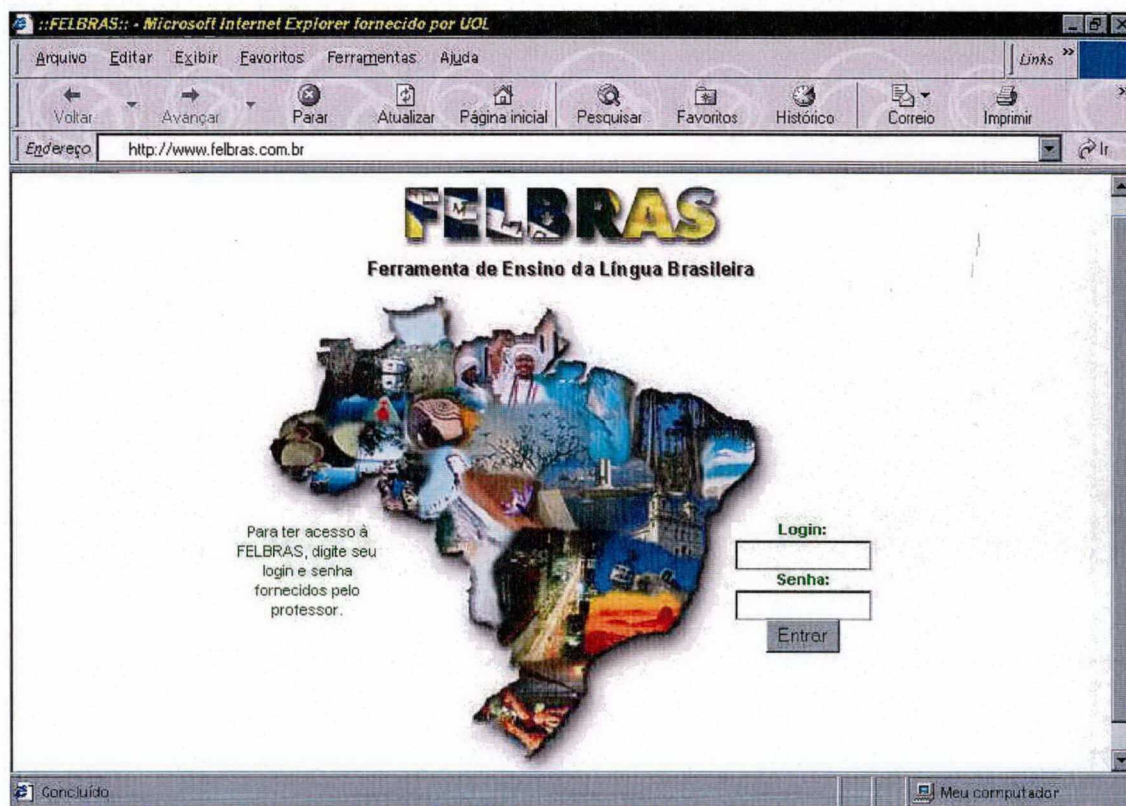 ::FELBRAS:: - Microsoft Internet Explorer fornecido por UOL
Arquivo Editar Exibir Favoritos Ferramentas Ajuda Links »
Voltar Avançar Parar Atualizar Página inicial Pesquisar Favoritos Histórico Correio Imprimir »
Endereço http://www.felbras.com.br Ir
FELBRAS
Ferramenta de Ensino da Língua Brasileira
Para ter acesso à
FELBRAS, digite seu
login e senha
fornecidos pelo
professor.
Login:
Senha:
Entrar
Concluído Meu computador